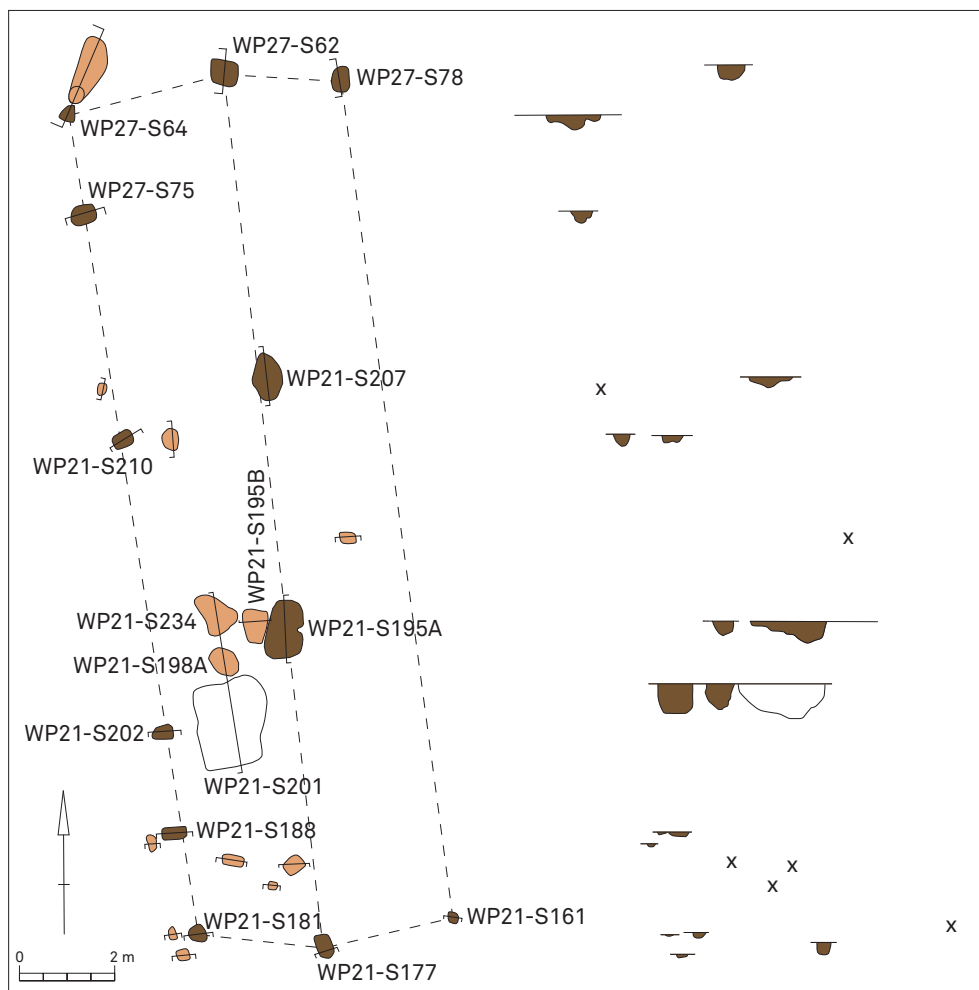 WP27-S62
WP27-S78
WP27-S64
WP27-S75
WP21-S207
x
WP21-S210
WP21-S195B
x
WP21-S234
WP21-S195A
WP21-S198A
WP21-S202
WP21-S201
WP21-S188
x
x
x
WP21-S181
WP21-S161
x
WP21-S177
0 2 m